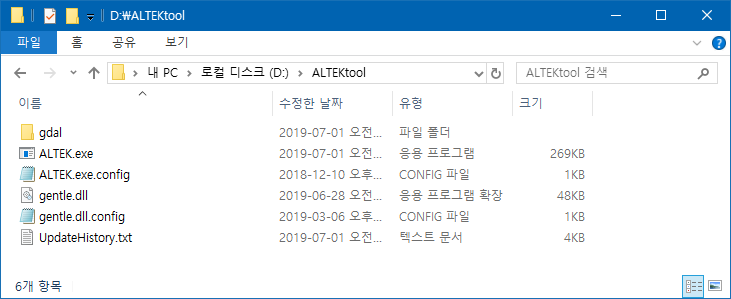 D:₩ALTEKtool
파일 홈 공유 보기
내 PC 로컬 디스크 (D:) ALTEKtool ALTEKtool 검색
이름 수정한 날짜 유형 크기
gdal 2019-07-01 오전... 파일 폴더
ALTEK.exe 2019-07-01 오전... 응용 프로그램 269KB
ALTEK.exe.config 2018-12-10 오후... CONFIG 파일 1KB
gentle.dll 2019-06-28 오전... 응용 프로그램 확장 48KB
gentle.dll.config 2019-03-06 오후... CONFIG 파일 1KB
UpdateHistory.txt 2019-07-01 오전... 텍스트 문서 4KB
6개 항목